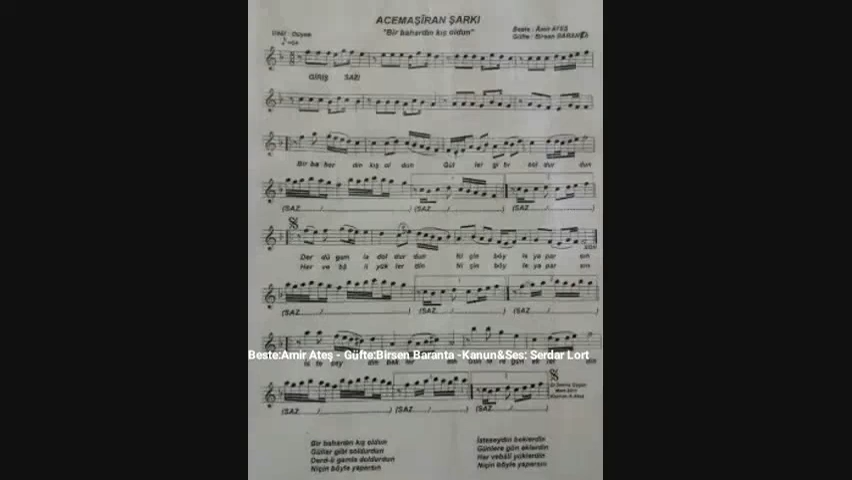 ACEMAŞÎRAN ŞARKI
"Bir bahardın kış oldun"
Usûl : Düyek
Beste : Âmir ATEŞ
Güfte : Birsen BARANTA
GİRİŞ SAZI
Bir ba har dın kış ol dun Gül ler gi bi sol dur dun
(SAZ (SAZ (SAZ
Der dü gam la dol dur dun Ni çin böy le ya par sın
Her ve bâ li yük ler din Ni çin böy le ya par sın
SON
(SAZ (SAZ (SAZ
Beste:Amir Ateş - Güfte:Birsen Baranta -Kanun&Ses: Serdar Lort
(SAZ (SAZ (SAZ
Bir bahardın kış oldun
Güller gibi soldurdun
Derd-ü gamla doldurdun
Niçin böyle yaparsın
İsteseydin beklerdin
Günlere gün eklerdin
Her vebâli yüklerdin
Niçin böyle yaparsın